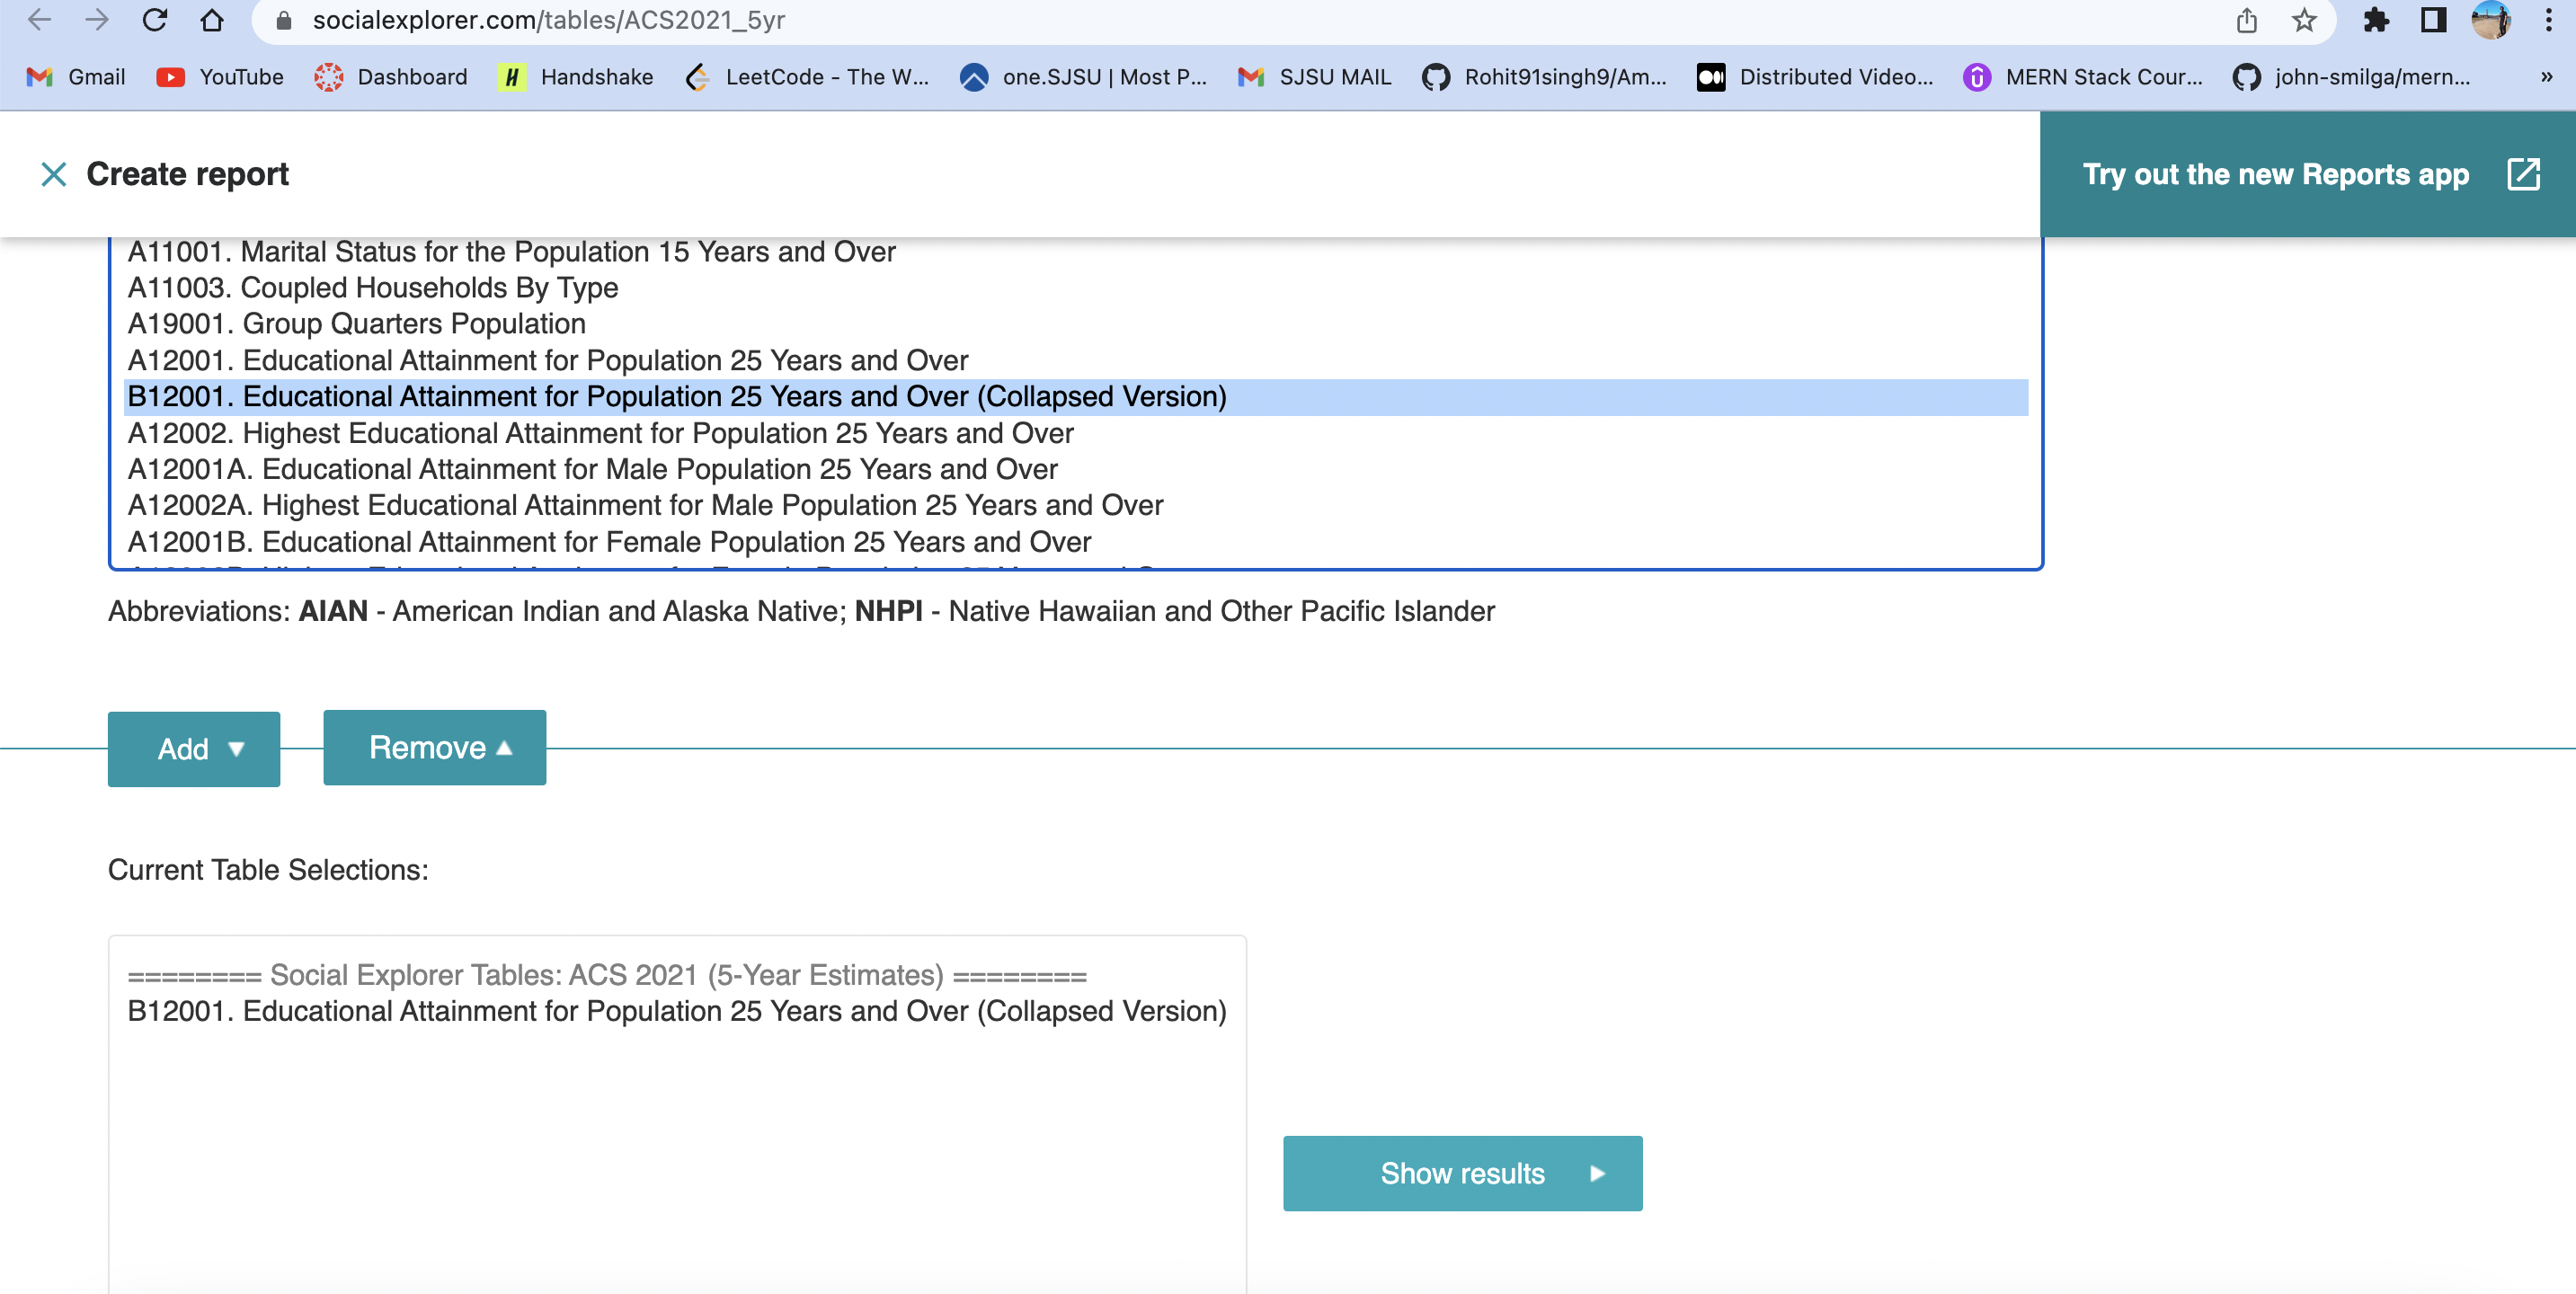 socialexplorer.com/tables/ACS2021_5yr
Gmail YouTube Dashboard H Handshake LeetCode - The W... one.SJSU | Most P... SJSU MAIL Rohit91singh9/Am... Distributed Video... MERN Stack Cour... john-smilga/mern... »
Create report
Try out the new Reports app
A11001. Marital Status for the Population 15 Years and Over
A11003. Coupled Households By Type
A19001. Group Quarters Population
A12001. Educational Attainment for Population 25 Years and Over
B12001. Educational Attainment for Population 25 Years and Over (Collapsed Version)
A12002. Highest Educational Attainment for Population 25 Years and Over
A12001A. Educational Attainment for Male Population 25 Years and Over
A12002A. Highest Educational Attainment for Male Population 25 Years and Over
A12001B. Educational Attainment for Female Population 25 Years and Over
Abbreviations: AIAN - American Indian and Alaska Native; NHPI - Native Hawaiian and Other Pacific Islander
Add ▼ Remove ▲
Current Table Selections:
======== Social Explorer Tables: ACS 2021 (5-Year Estimates) ========
B12001. Educational Attainment for Population 25 Years and Over (Collapsed Version)
Show results ▶